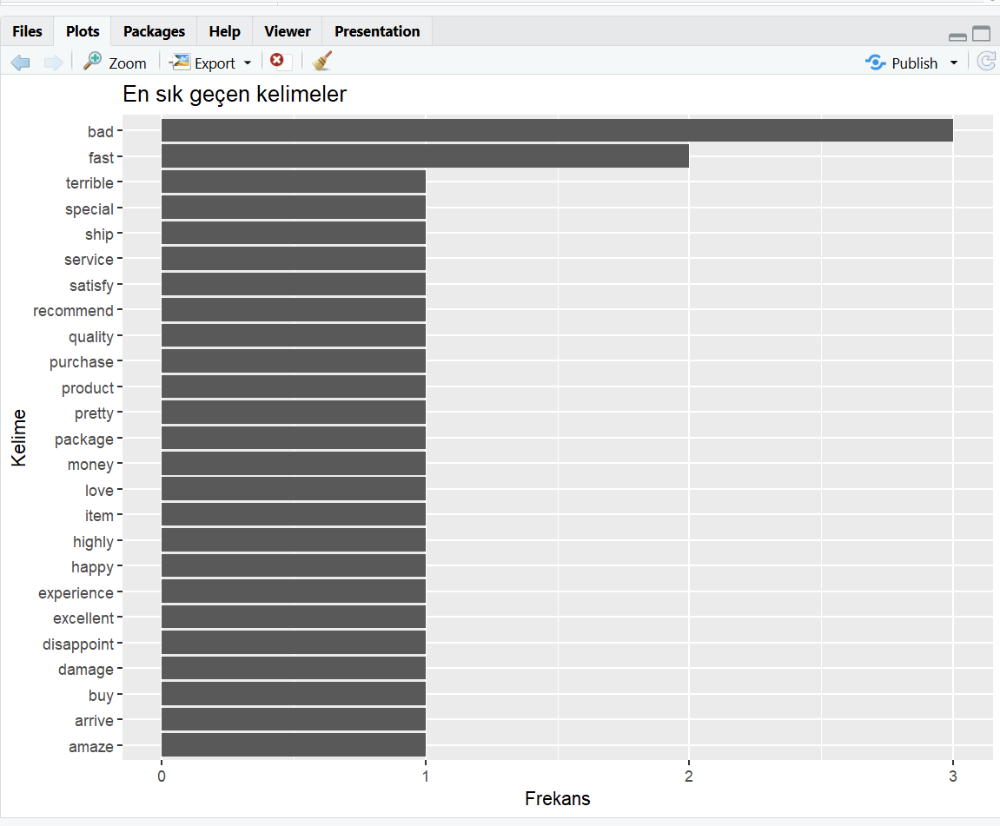 Files Plots Packages Help Viewer Presentation
Zoom Export Publish
En sık geçen kelimeler
bad
fast
terrible
special
ship
service
satisfy
recommend
quality
purchase
product
pretty
package
money
love
item
highly
happy
experience
excellent
disappoint
damage
buy
arrive
amaze
Kelime
0 1 2 3
Frekans